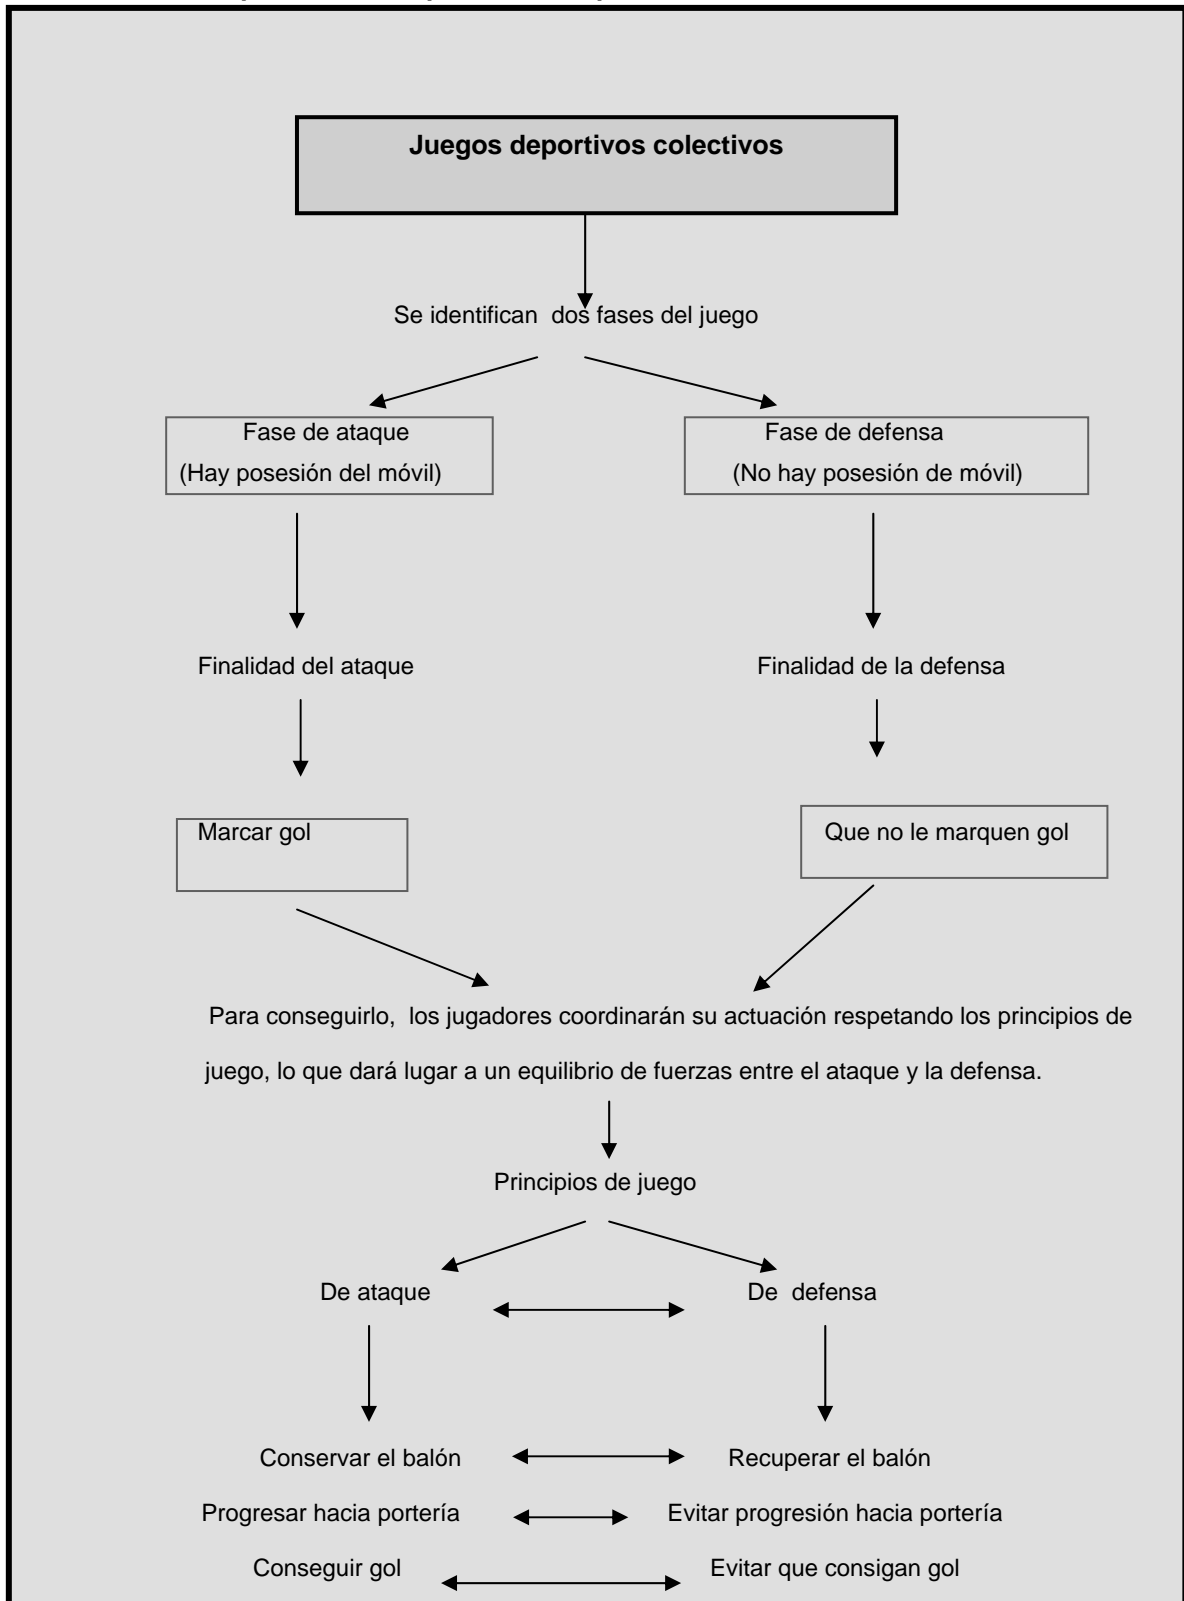 Juegos deportivos colectivos
Se identifican dos fases del juego
Fase de ataque
(Hay posesión del móvil)
Fase de defensa
(No hay posesión de móvil)
Finalidad del ataque
Finalidad de la defensa
Marcar gol
Que no le marquen gol
Para conseguirlo, los jugadores coordinarán su actuación respetando los principios de
juego, lo que dará lugar a un equilibrio de fuerzas entre el ataque y la defensa.
Principios de juego
De ataque
De defensa
Conservar el balón
Recuperar el balón
Progresar hacia portería
Evitar progresión hacia portería
Conseguir gol
Evitar que consigan gol